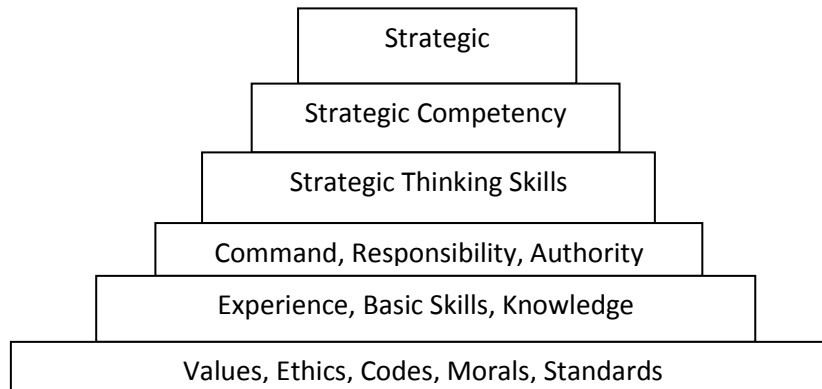 Strategic
Strategic Competency
Strategic Thinking Skills
Command, Responsibility, Authority
Experience, Basic Skills, Knowledge
Values, Ethics, Codes, Morals, Standards